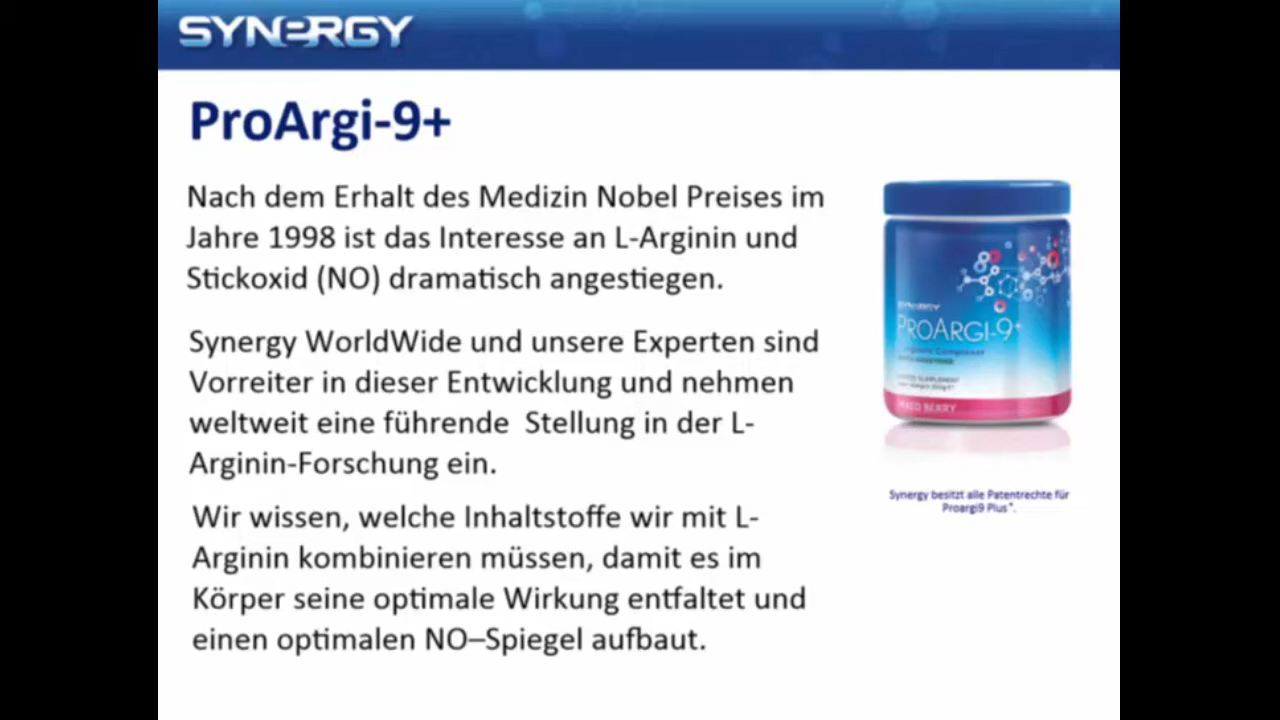 SYNERGY
ProArgi-9+
Nach dem Erhalt des Medizin Nobel Preises im
Jahre 1998 ist das Interesse an L-Arginin und
Stickoxid (NO) dramatisch angestiegen.
Synergy WorldWide und unsere Experten sind
Vorreiter in dieser Entwicklung und nehmen
weltweit eine führende  Stellung in der L-
Arginin-Forschung ein.
Wir wissen, welche Inhaltstoffe wir mit L-
Arginin kombinieren müssen, damit es im
Körper seine optimale Wirkung entfaltet und
einen optimalen NO–Spiegel aufbaut.
SYNERGY
PROARGI-9+
MIXED BERRY
Synergy besitzt alle Patentrechte für
Proargi9 Plus